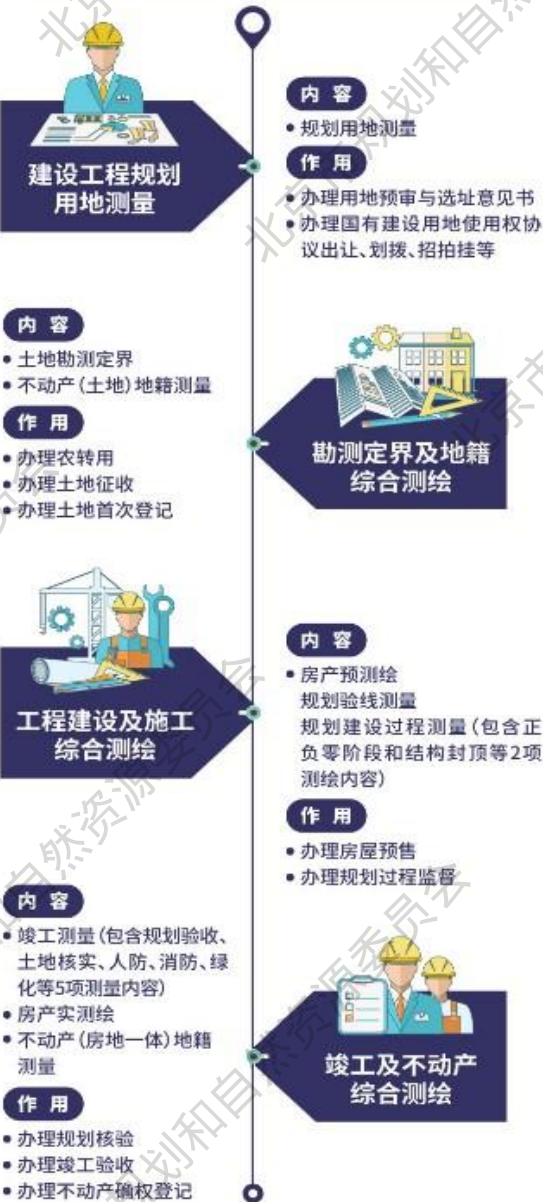 建设工程规划
用地测量
内 容
• 规划用地测量
作 用
• 办理用地预审与选址意见书
• 办理国有建设用地使用权协
议出让、划拨、招拍挂等
勘测定界及地籍
综合测绘
内 容
• 土地勘测定界
• 不动产(土地)地籍测量
作 用
• 办理农转用
• 办理土地征收
• 办理土地首次登记
工程建设及施工
综合测绘
内 容
• 房产预测绘
规划验线测量
规划建设过程测量(包含正
负零阶段和结构封顶等2项
测绘内容)
作 用
• 办理房屋预售
• 办理规划过程监督
竣工及不动产
综合测绘
内 容
• 竣工测量(包含规划验收、
土地核实、人防、消防、绿
化等5项测量内容)
• 房产实测绘
• 不动产(房地一体)地籍
测量
作 用
• 办理规划核验
• 办理竣工验收
• 办理不动产确权登记